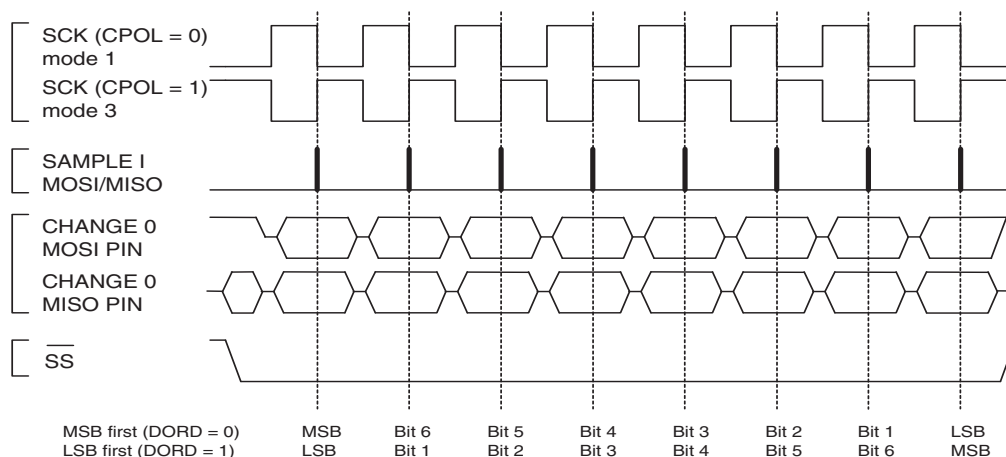 SCK (CPOL = 0)
mode 1
SCK (CPOL = 1)
mode 3
SAMPLE I
MOSI/MISO
CHANGE 0
MOSI PIN
CHANGE 0
MISO PIN
SS
MSB first (DORD = 0) MSB Bit 6 Bit 5 Bit 4 Bit 3 Bit 2 Bit 1 LSB
LSB first (DORD = 1) LSB Bit 1 Bit 2 Bit 3 Bit 4 Bit 5 Bit 6 MSB